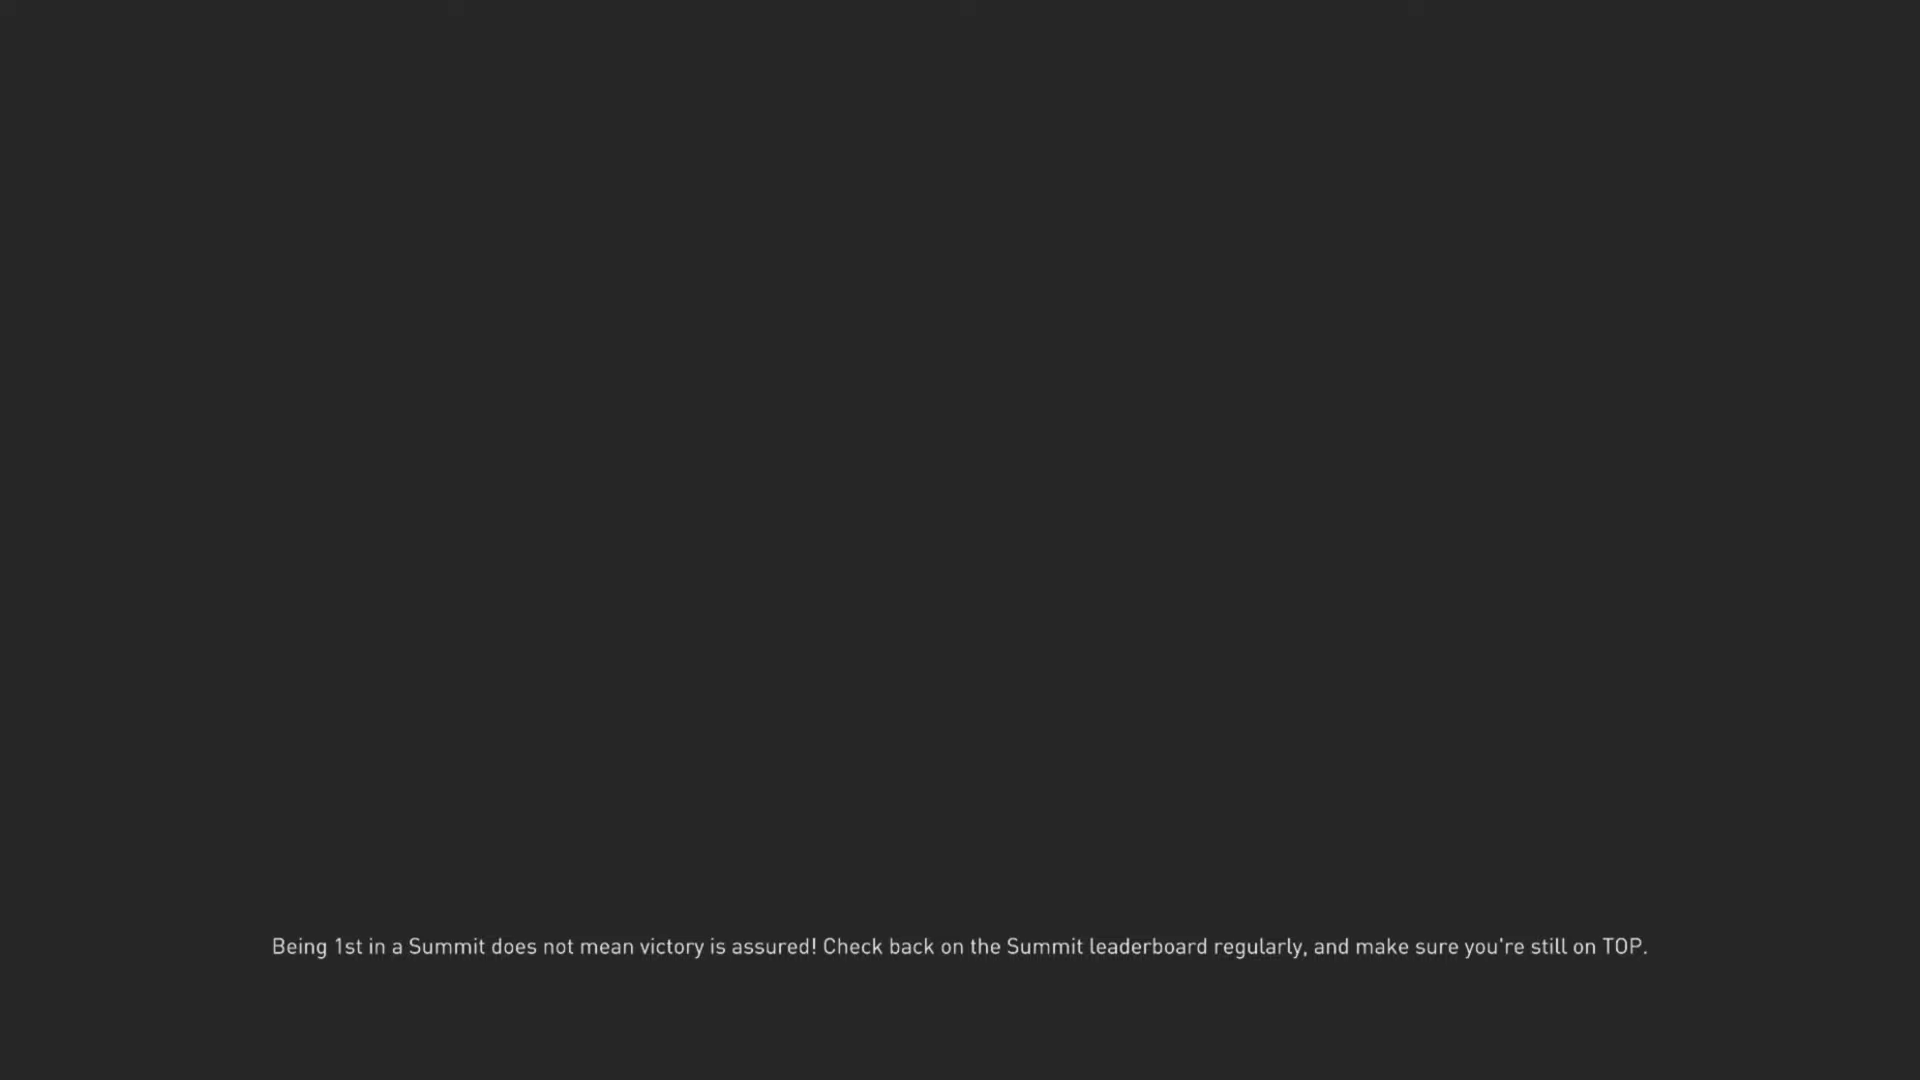 Being 1st in a Summit does not mean victory is assured! Check back on the Summit leaderboard regularly, and make sure you're still on TOP.